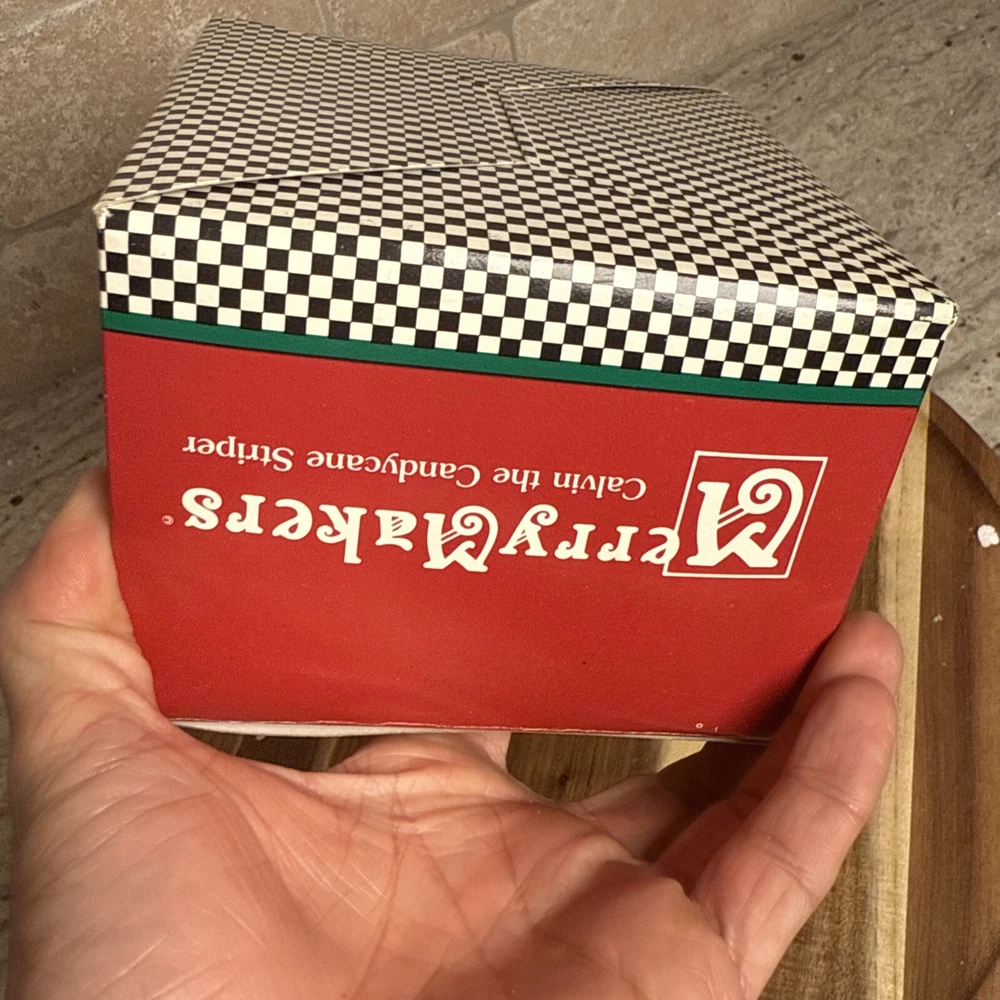 M
MerryMakers©
Calvin the Candycane Striper